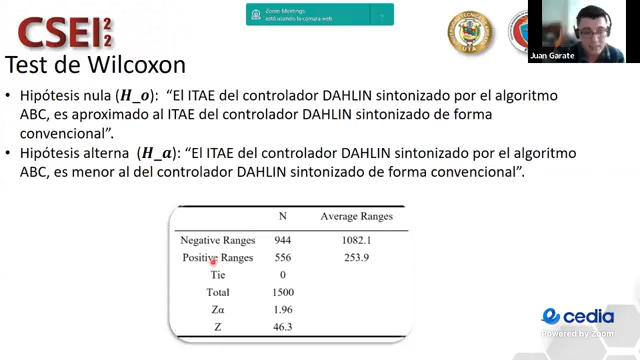 CSEI 22
Zoom Meetings
está usando la cámara web
Juan Garate
Test de Wilcoxon
• Hipótesis nula (H_o): “El ITAE del controlador DAHLIN sintonizado por el algoritmo
ABC, es aproximado al ITAE del controlador DAHLIN sintonizado de forma
convencional”.
• Hipótesis alterna (H_a): “El ITAE del controlador DAHLIN sintonizado por el algoritmo
ABC, es menor al del controlador DAHLIN sintonizado de forma convencional”.
N Average Ranges
Negative Ranges 944 1082.1
Positive Ranges 556 253.9
Tie 0
Total 1500
Zα 1.96
Z 46.3
cedia
Powered by Zoom